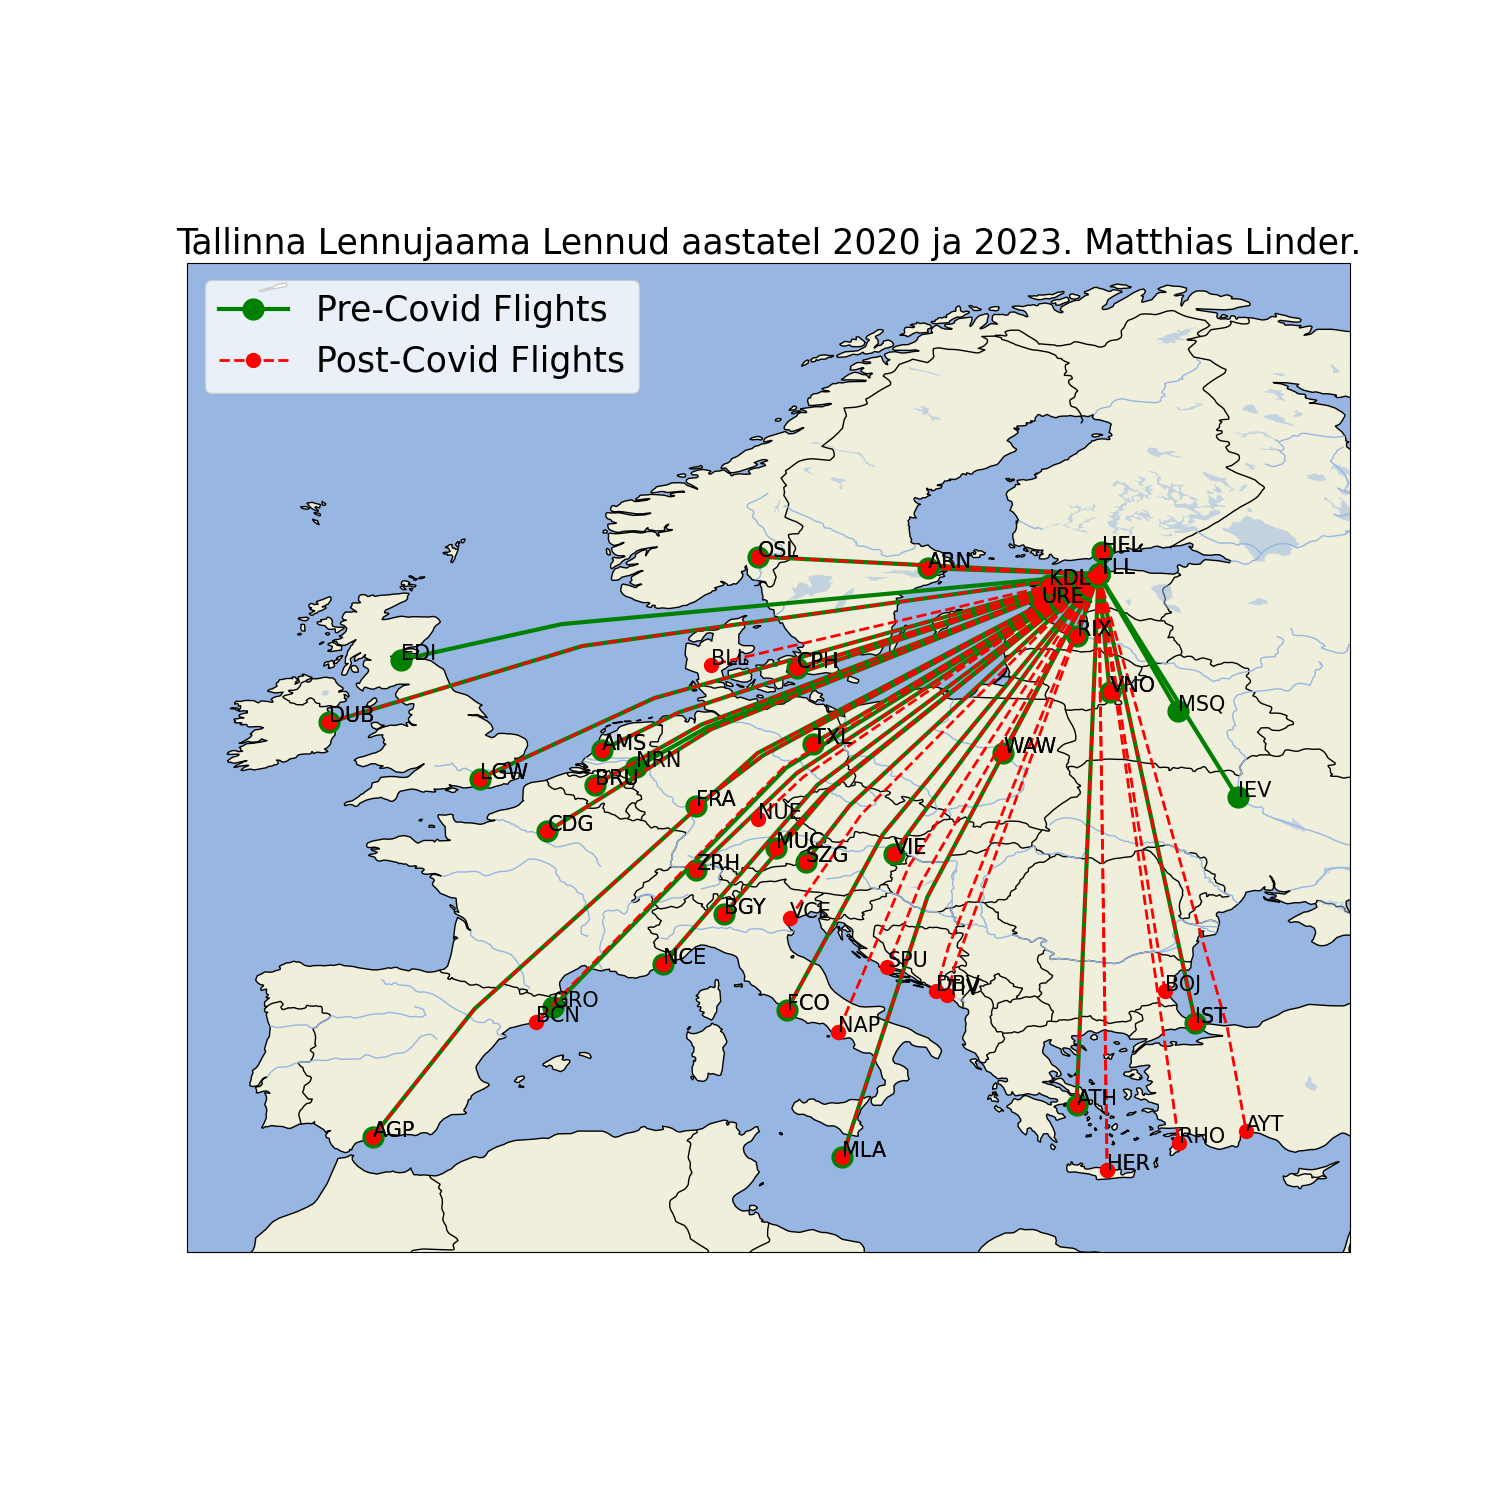 Tallinna Lennujaama Lennud aastatel 2020 ja 2023. Matthias Linder.
Pre-Covid Flights
Post-Covid Flights
HEL
OSL
ARN
TLL
KDL
URE
RIX
EDI
BLL
CPH
VNO
MSQ
DUB
AMS
TXL
WAW
NRN
LGW
BRU
IEV
FRA
NUE
CDG
MUC
SZG
VIE
ZRH
BGY
VCE
NCE
SPU
DBV
TIV
BOJ
GRO
BCN
FCO
NAP
IST
ATH
AGP
MLA
RHO
AYT
HER